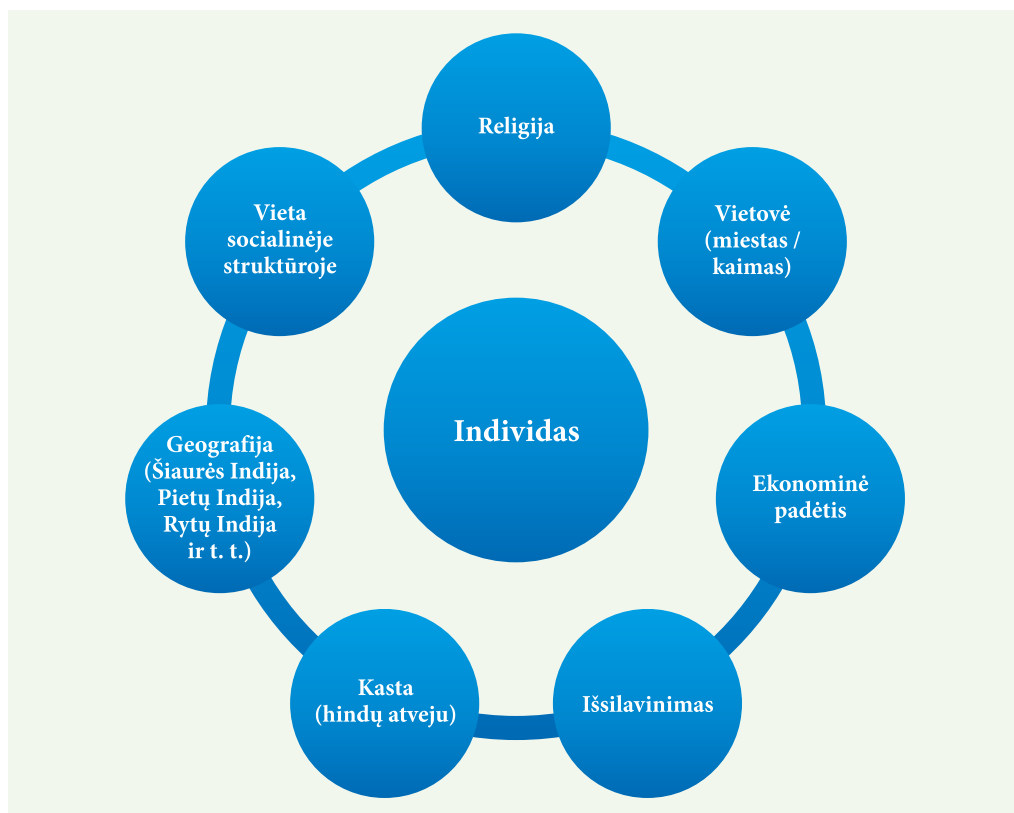 Religija
Vietovė
(miestas /
kaimas)
Ekonominė
padėtis
Išsilavinimas
Kasta
(hindų atveju)
Geografija
(Šiaurės Indija,
Pietų Indija,
Rytų Indija
ir t. t.)
Vieta
socialinėje
struktūroje
Individas